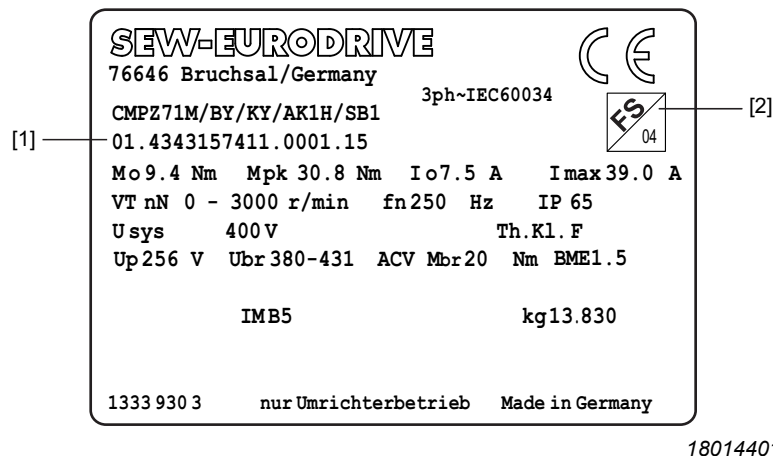 SEW-EURODRIVE CE
76646 Bruchsal/Germany
3ph~IEC60034
CMPZ71M/BY/KY/AK1H/SB1
FS 04
[2]
[1] 01.4343157411.0001.15
Mo 9.4 Nm Mpk 30.8 Nm Io 7.5 A Imax 39.0 A
VT nN 0 - 3000 r/min fn 250 Hz IP 65
Usys 400 V Th.Kl. F
Up 256 V Ubr 380-431 ACV Mbr 20 Nm BME1.5
IM B5 kg 13.830
1333 930 3 nur Umrichterbetrieb Made in Germany